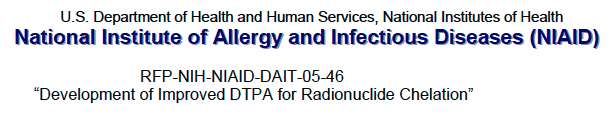 U.S. Department of Health and Human Services, National Institutes of Health
National Institute of Allergy and Infectious Diseases (NIAID)
RFP-NIH-NIAID-DAIT-05-46
“Development of Improved DTPA for Radionuclide Chelation”